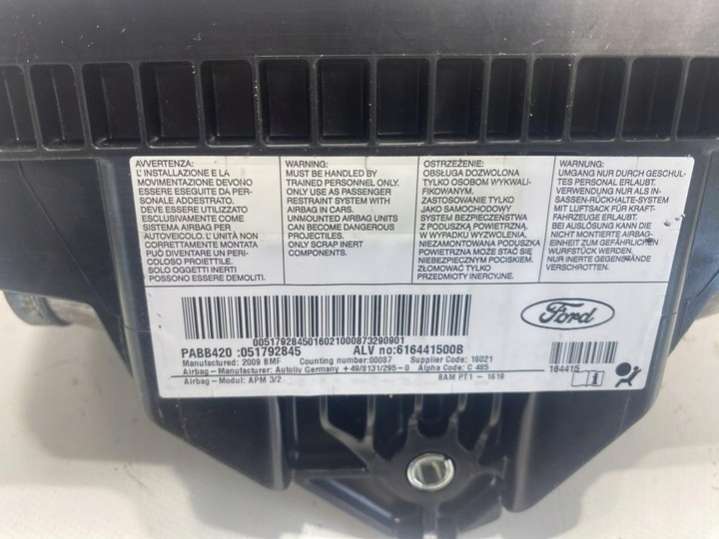 AVVERTENZA:
L' INSTALLAZIONE E LA
MOVIMENTAZIONE DEVONO
ESSERE ESEGUITE DA PER-
SONALE ADDESTRATO.
DEVE ESSERE UTILIZZATO
ESCLUSIVAMENTE COME
SISTEMA AIRBAG PER
AUTOVEICOLO. L' UNITÀ NON
CORRETTAMENTE MONTATA
PUÒ DIVENTARE UN PERI-
COLOSO PROIETTILE.
SOLO OGGETTI INERTI
POSSONO ESSERE DEMOLITI.
WARNING:
MUST BE HANDLED BY
TRAINED PERSONNEL ONLY.
ONLY USE AS PASSENGER
RESTRAINT SYSTEM WITH
AIRBAG IN CARS.
UNMOUNTED AIRBAG UNITS
CAN BECOME DANGEROUS
PROJECTILES.
ONLY SCRAP INERT
COMPONENTS.
OSTRZEŻENIE:
OBSŁUGA DOZWOLONA
TYLKO OSOBOM WYKWALI-
FIKOWANYM.
ZASTOSOWANIE TYLKO
JAKO SAMOCHODOWY
SYSTEM BEZPIECZEŃSTWA
Z PODUSZKĄ POWIETRZNĄ.
W WYPADKU WYZWOLENIA,
NIEZAMONTOWANA PODUSZKA
POWIETRZNA MOŻE STAĆ SIĘ
NIEBEZPIECZNYM POCISKIEM.
ZŁOMOWAĆ TYLKO
PRZEDMIOTY INERCYJNE.
WARNUNG:
UMGANG NUR DURCH GESCHUL-
TES PERSONAL ERLAUBT.
VERWENDUNG NUR ALS IN-
SASSEN-RÜCKHALTE-SYSTEM
MIT LUFTSACK FÜR KRAFT-
FAHRZEUGE ERLAUBT.
BEI AUSLÖSUNG KANN DIE
NICHT MONTIERTE AIRBAG-
EINHEIT ZUM GEFÄHRLICHEN
WURFSTÜCK WERDEN.
NUR INERTE GEGENSTÄNDE
VERSCHROTTEN.
Ford
0051792845016021000873290901
PABB420 :051792845 ALV no:616441500B
Manufactured: 2009 BMF Counting number:00087 Supplier Code: 16021
Airbag - Manufacturer: Autoliv Germany +49/8131/295-0 Alpha Code: C 485
Airbag - Modul: APM 3/2 BAM PT1 - 1618
164415